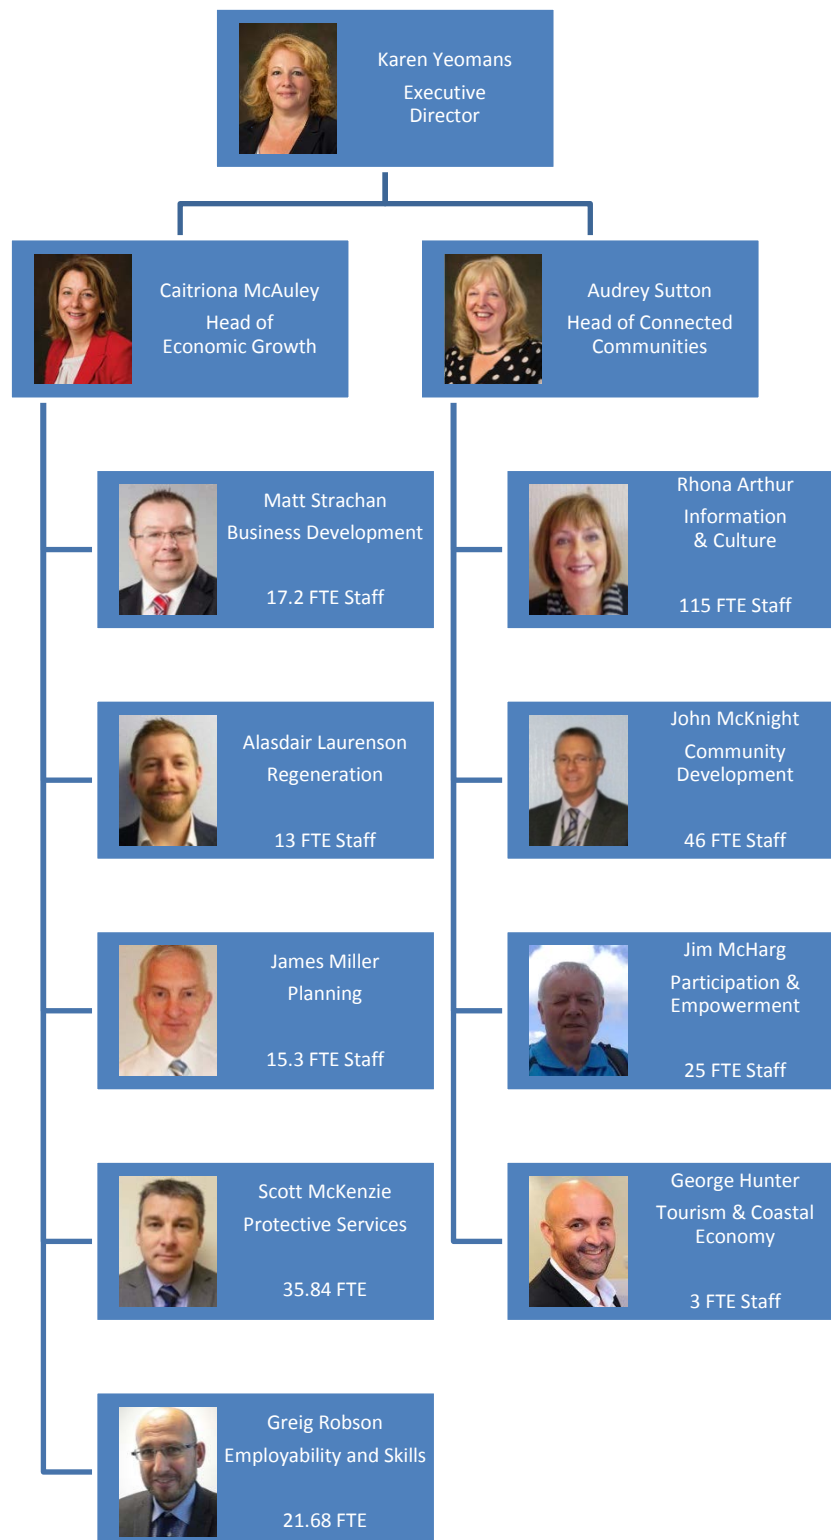 Karen Yeomans
Executive
Director
Caitriona McAuley
Head of
Economic Growth
Audrey Sutton
Head of Connected
Communities
Matt Strachan
Business Development
17.2 FTE Staff
Rhona Arthur
Information
& Culture
115 FTE Staff
Alasdair Laurenson
Regeneration
13 FTE Staff
John McKnight
Community
Development
46 FTE Staff
James Miller
Planning
15.3 FTE Staff
Jim McHarg
Participation &
Empowerment
25 FTE Staff
Scott McKenzie
Protective Services
35.84 FTE
George Hunter
Tourism & Coastal
Economy
3 FTE Staff
Greig Robson
Employability and Skills
21.68 FTE